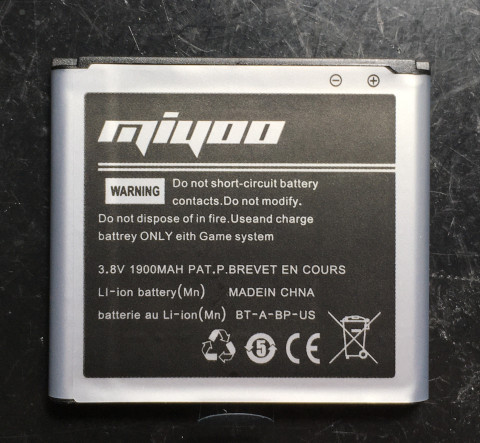 miyoo
WARNING
Do not short-circuit battery
contacts.Do not modify.
Do not dispose of in fire.Useand charge
battrey ONLY eith Game system
3.8V 1900MAH PAT.P.BREVET EN COURS
LI-ion battery(Mn) MADEIN CHNA
batterie au Li-ion(Mn) BT-A-BP-US
5 CE